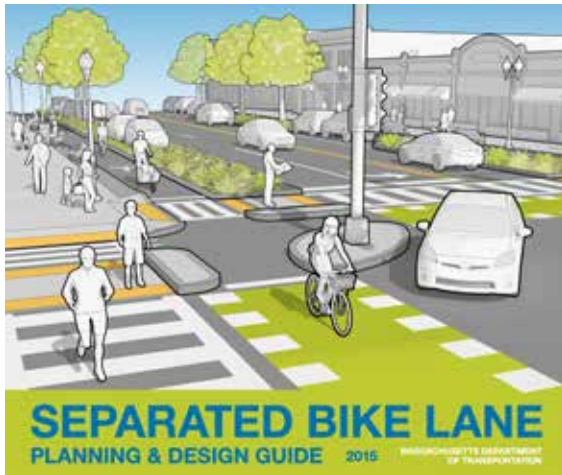 SEPARATED BIKE LANE
PLANNING & DESIGN GUIDE 2015 MASSACHUSETTS DEPARTMENT
OF TRANSPORTATION